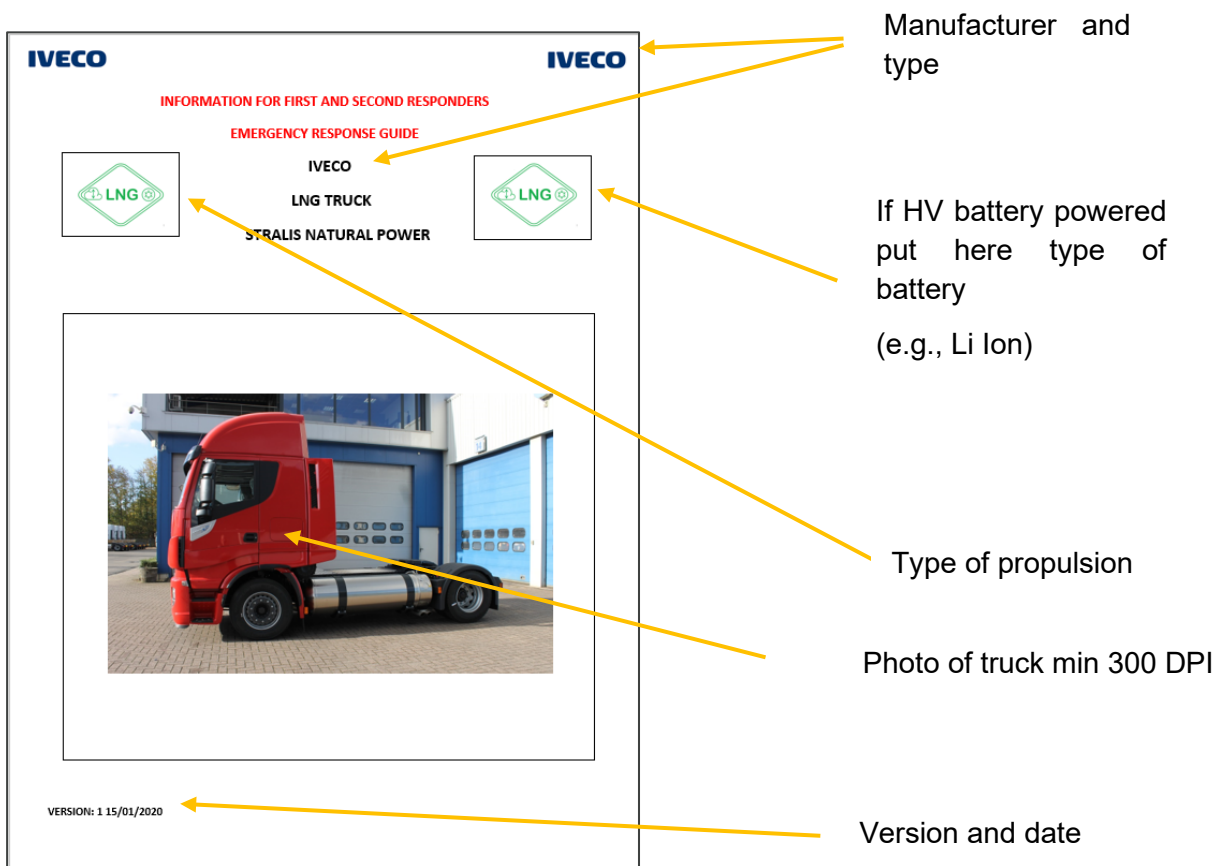 IVECO
IVECO
INFORMATION FOR FIRST AND SECOND RESPONDERS
EMERGENCY RESPONSE GUIDE
IVECO
LNG
LNG
LNG TRUCK
STRALIS NATURAL POWER
VERSION: 1 15/01/2020
Manufacturer and
type
If HV battery powered
put here type of
battery
(e.g., Li Ion)
Type of propulsion
Photo of truck min 300 DPI
Version and date